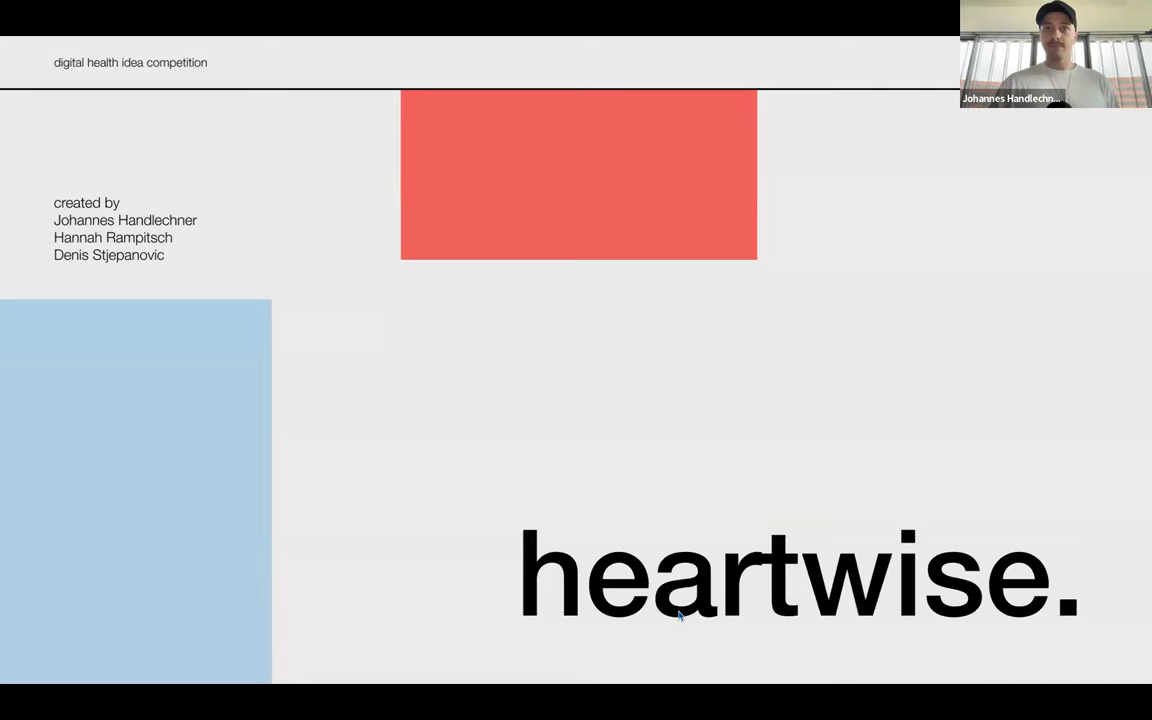 digital health idea competition
Johannes Handlechn...
created by
Johannes Handlechner
Hannah Rampitsch
Denis Stjepanovic
heartwise.